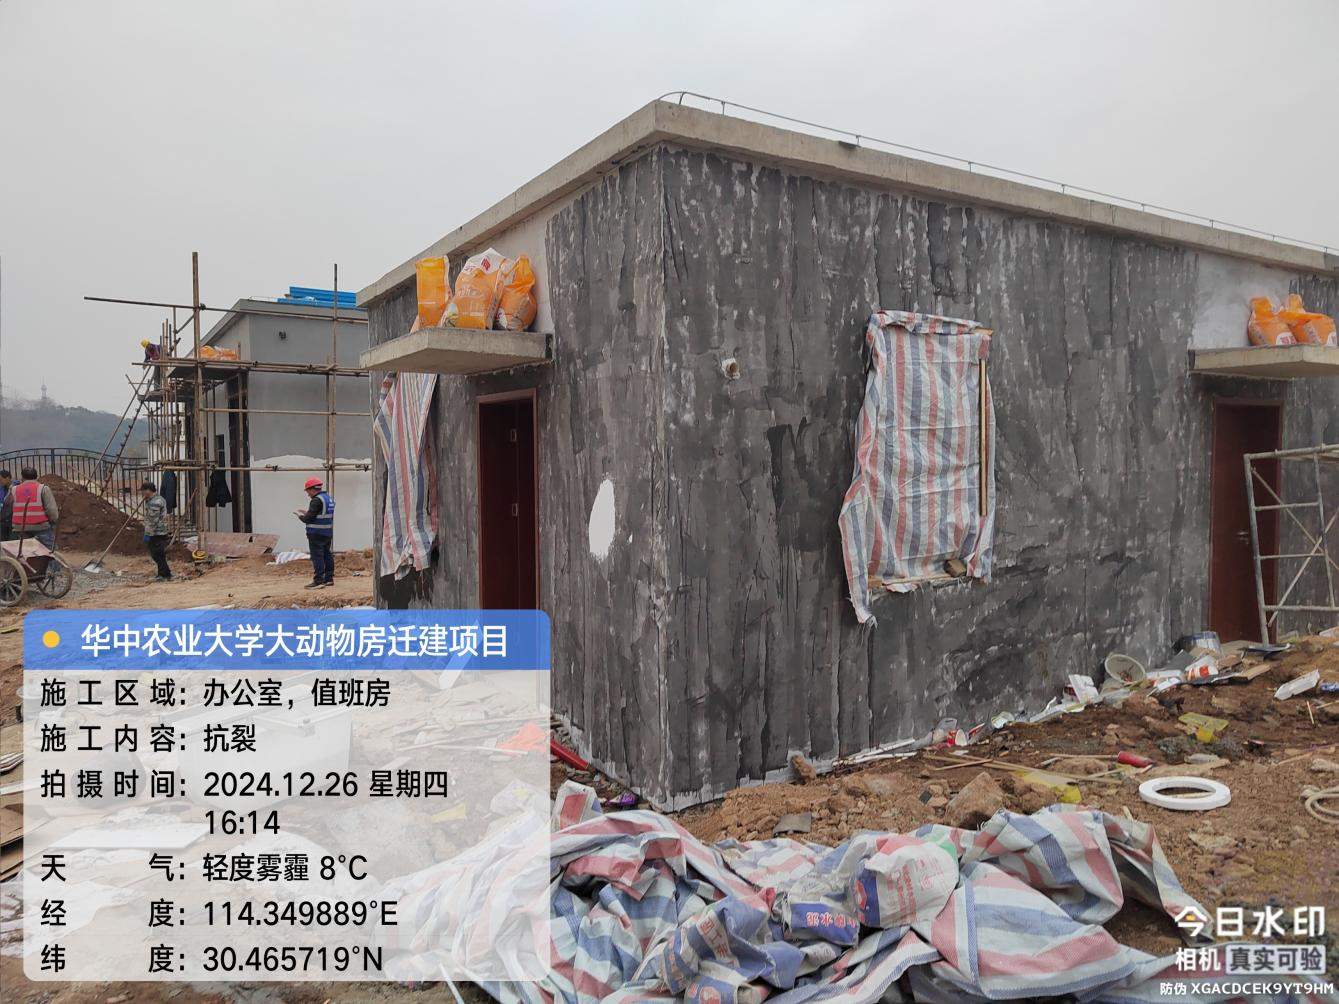 华中农业大学大动物房迁建项目
施工区域：办公室，值班房
施工内容：抗裂
拍摄时间：2024.12.26 星期四
16:14
天气：轻度雾霾 8℃
经度：114.349889°E
纬度：30.465719°N
今日水印
相机 真实可验
防伪 XGACDCEK9YT9HM